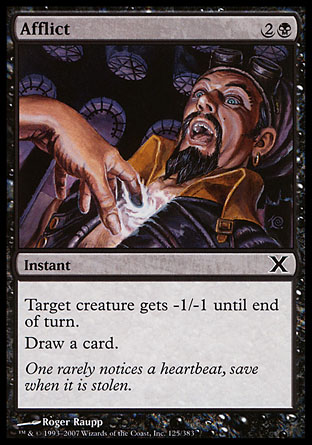 Afflict 2
Instant X
Target creature gets -1/-1 until end
of turn.
Draw a card.
One rarely notices a heartbeat, save
when it is stolen.
Roger Raupp
™ & © 1993-2007 Wizards of the Coast, Inc. 125/383